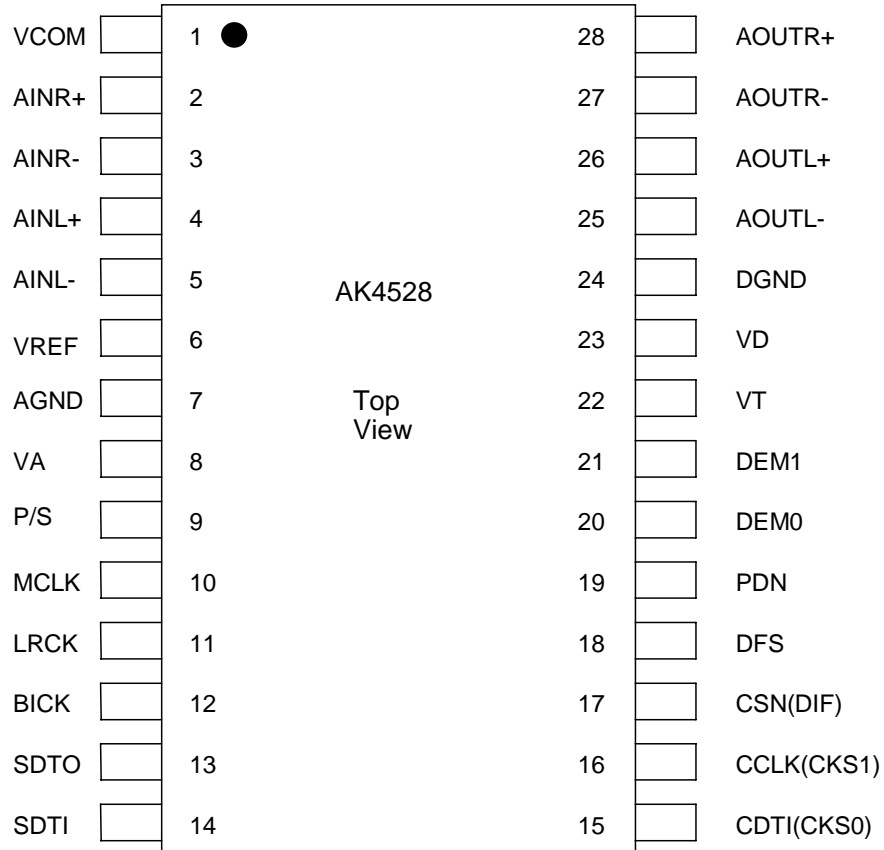 VCOM 1 28 AOUTR+
AINR+ 2 27 AOUTR-
AINR- 3 26 AOUTL+
AINL+ 4 25 AOUTL-
AINL- 5 24 DGND
AK4528
VREF 6 23 VD
AGND 7 Top 22 VT
View
VA 8 21 DEM1
P/S 9 20 DEM0
MCLK 10 19 PDN
LRCK 11 18 DFS
BICK 12 17 CSN(DIF)
SDTO 13 16 CCLK(CKS1)
SDTI 14 15 CDTI(CKS0)